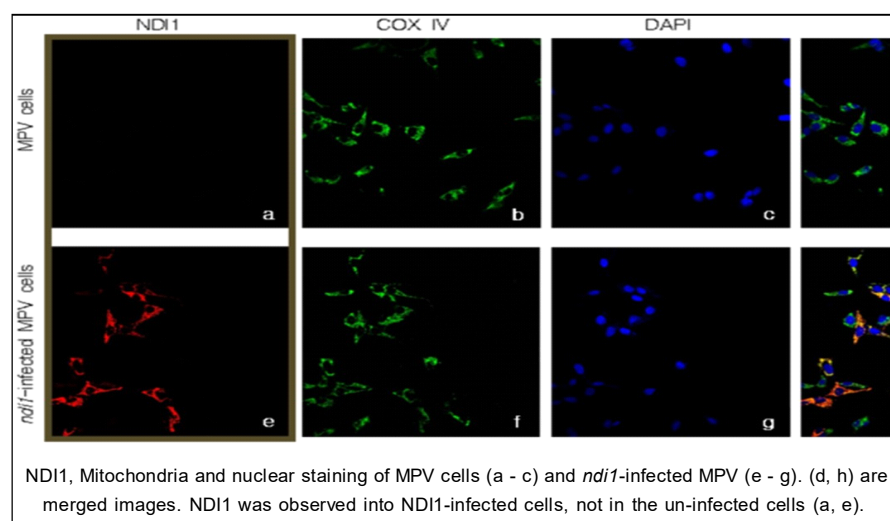 NDI1 COX IV DAPI
MPV cells
a b c
ndi1-infected MPV cells
e f g
NDI1, Mitochondria and nuclear staining of MPV cells (a - c) and ndi1-infected MPV (e - g). (d, h) are
merged images. NDI1 was observed into NDI1-infected cells, not in the un-infected cells (a, e).